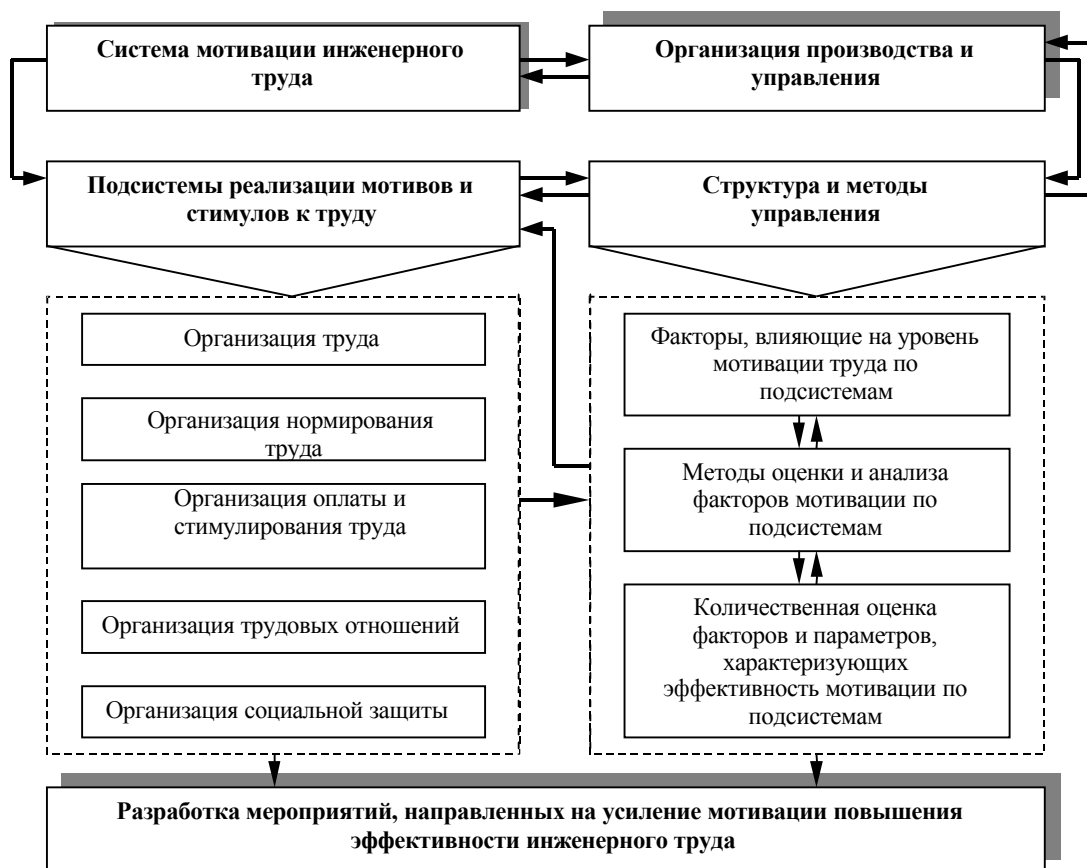 Система мотивации инженерного
труда
Организация производства и
управления
Подсистемы реализации мотивов и
стимулов к труду
Структура и методы
управления
Организация труда
Организация нормирования
труда
Организация оплаты и
стимулирования труда
Организация трудовых отношений
Организация социальной защиты
Факторы, влияющие на уровень
мотивации труда по
подсистемам
Методы оценки и анализа
факторов мотивации по
подсистемам
Количественная оценка
факторов и параметров,
характеризующих
эффективность мотивации по
подсистемам
Разработка мероприятий, направленных на усиление мотивации повышения
эффективности инженерного труда